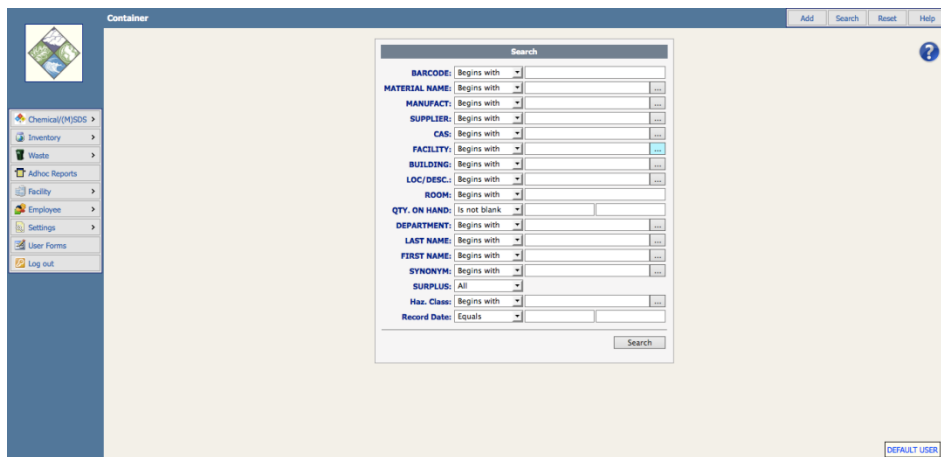 Container
Add Search Reset Help
Chemical/(M)SDS >
Inventory >
Waste >
Adhoc Reports
Facility >
Employee >
Settings >
User Forms
Log out
Search
BARCODE: Begins with
MATERIAL NAME: Begins with ...
MANUFACT: Begins with ...
SUPPLIER: Begins with ...
CAS: Begins with ...
FACILITY: Begins with ...
BUILDING: Begins with ...
LOC/DESC.: Begins with ...
ROOM: Begins with
QTY. ON HAND: Is not blank
DEPARTMENT: Begins with ...
LAST NAME: Begins with ...
FIRST NAME: Begins with ...
SYNONYM: Begins with ...
SURPLUS: All
Haz. Class: Begins with ...
Record Date: Equals
Search
?
DEFAULT USER